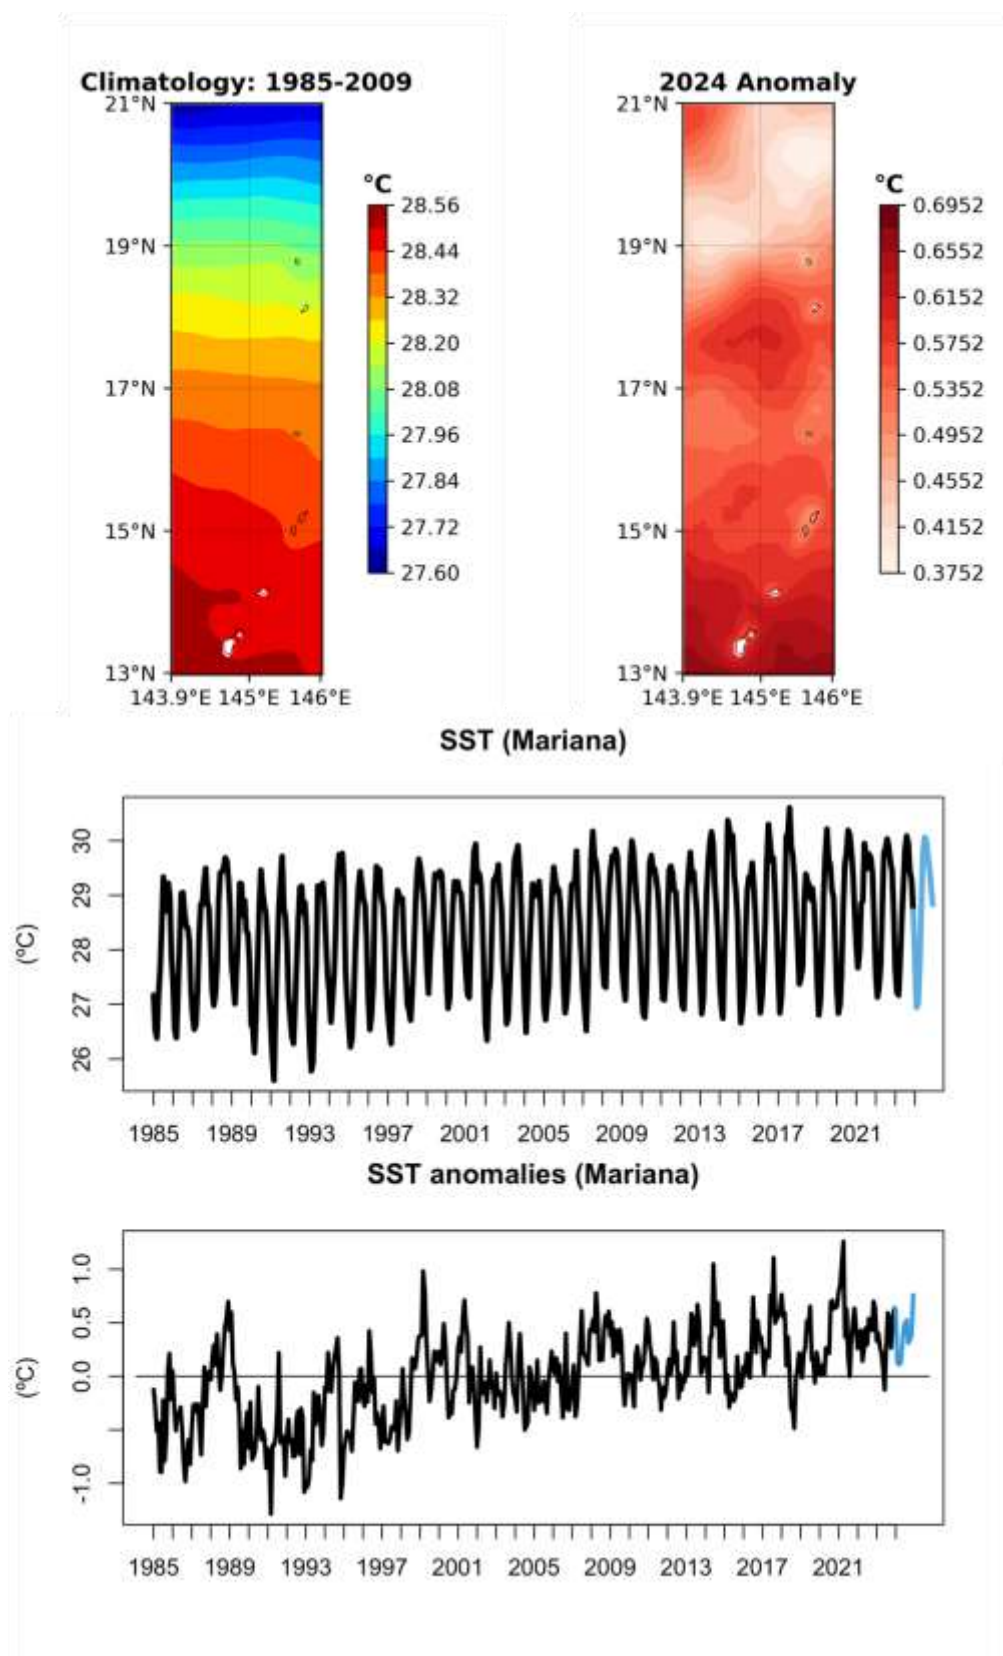 Climatology: 1985-2009
21°N
19°N
17°N
15°N
13°N
143.9°E 145°E 146°E
°C
28.56
28.44
28.32
28.20
28.08
27.96
27.84
27.72
27.60
2024 Anomaly
21°N
19°N
17°N
15°N
13°N
143.9°E 145°E 146°E
°C
0.6952
0.6552
0.6152
0.5752
0.5352
0.4952
0.4552
0.4152
0.3752
SST (Mariana)
(ºC)
30
29
28
27
26
1985 1989 1993 1997 2001 2005 2009 2013 2017 2021
SST anomalies (Mariana)
(ºC)
1.0
0.5
0.0
-1.0
1985 1989 1993 1997 2001 2005 2009 2013 2017 2021